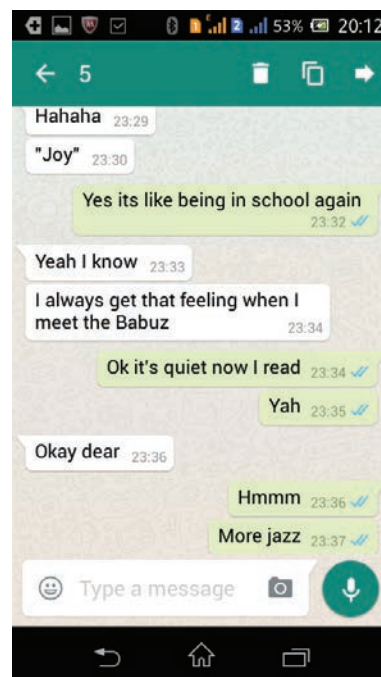 53% 20:12
5
Hahaha 23:29
"Joy" 23:30
Yes its like being in school again
23:32
Yeah I know 23:33
I always get that feeling when I
meet the Babuz 23:34
Ok it's quiet now I read 23:34
Yah 23:35
Okay dear 23:36
Hmmm 23:36
More jazz 23:37
Type a message